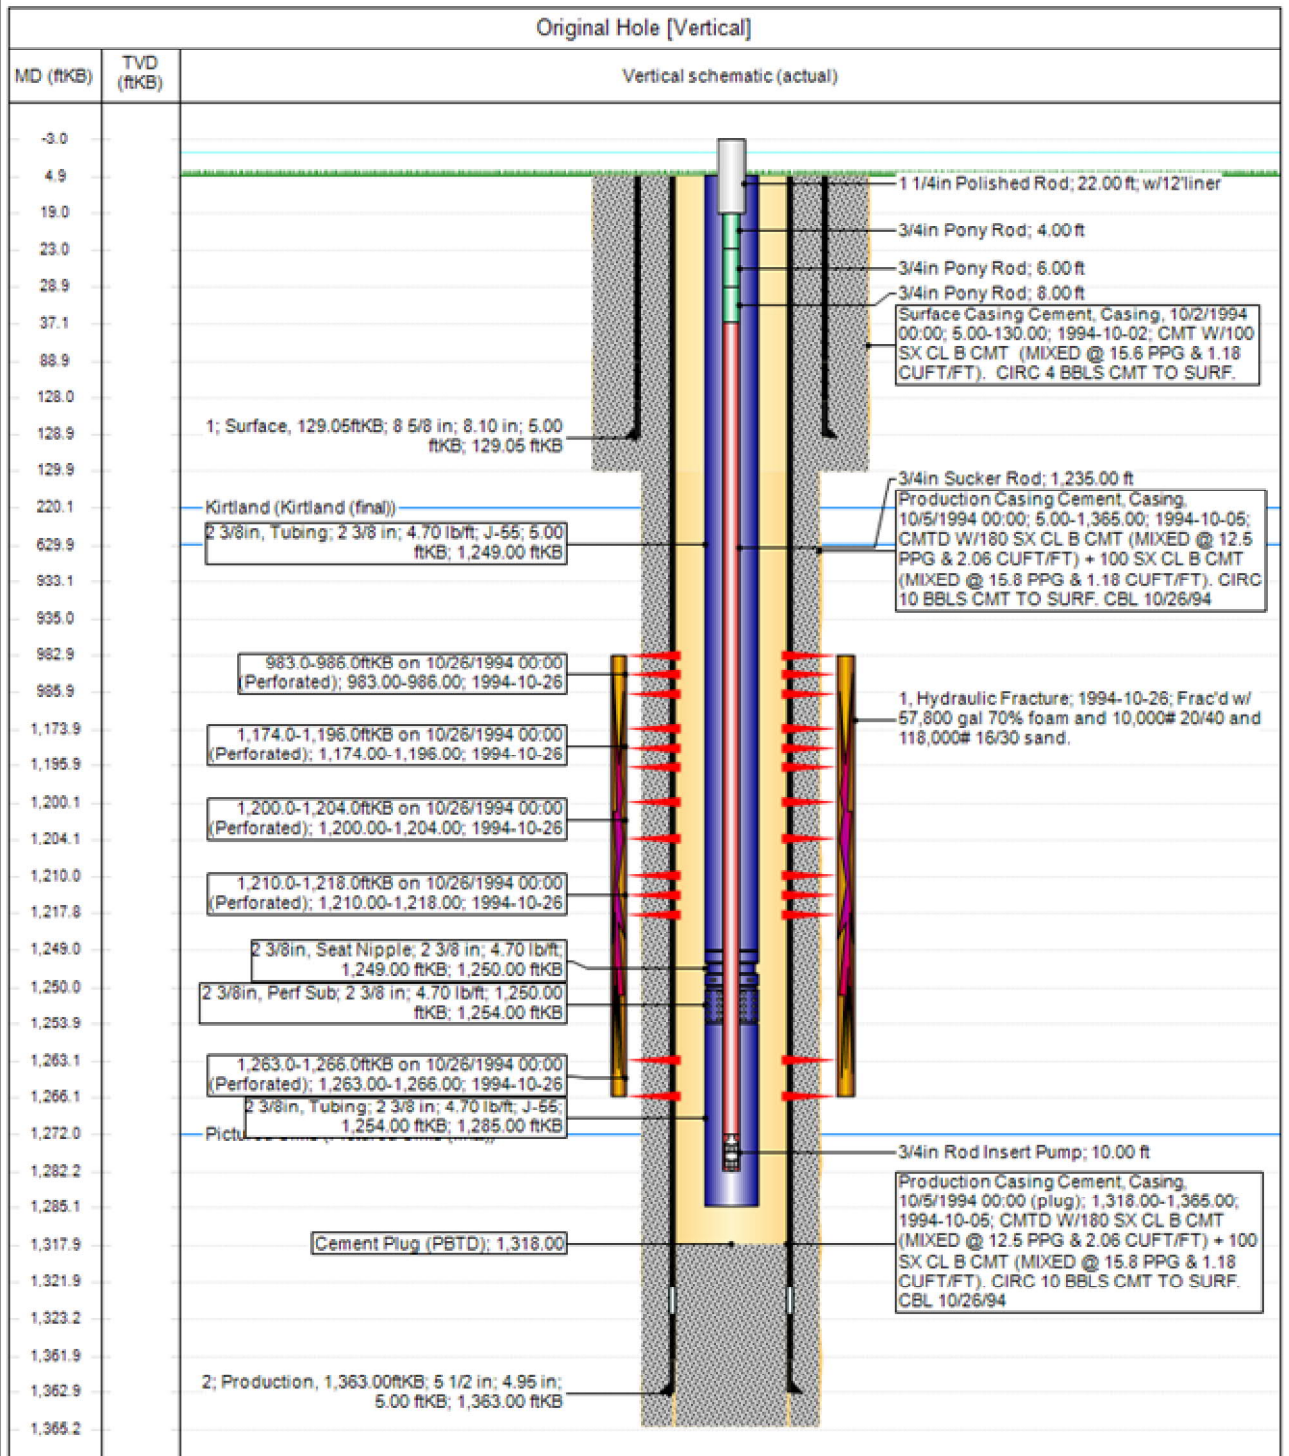 Original Hole [Vertical]
MD (ftKB)
TVD
(ftKB)
Vertical schematic (actual)
-3.0
4.9
19.0
23.0
28.9
37.1
88.9
128.0
128.9
129.9
220.1
629.9
933.1
935.0
982.9
985.9
1,173.9
1,195.9
1,200.1
1,204.1
1,210.0
1,217.8
1,249.0
1,250.0
1,253.9
1,263.1
1,266.1
1,272.0
1,282.2
1,285.1
1,317.9
1,321.9
1,323.2
1,361.9
1,362.9
1,365.2
1; Surface, 129.05ftKB; 8 5/8 in; 8.10 in; 5.00
ftKB; 129.05 ftKB
Kirtland (Kirtland (final))
2 3/8in, Tubing; 2 3/8 in; 4.70 lb/ft; J-55; 5.00
ftKB; 1,249.00 ftKB
983.0-986.0ftKB on 10/26/1994 00:00
(Perforated); 983.00-986.00; 1994-10-26
1,174.0-1,196.0ftKB on 10/26/1994 00:00
(Perforated); 1,174.00-1,196.00; 1994-10-26
1,200.0-1,204.0ftKB on 10/26/1994 00:00
(Perforated); 1,200.00-1,204.00; 1994-10-26
1,210.0-1,218.0ftKB on 10/26/1994 00:00
(Perforated); 1,210.00-1,218.00; 1994-10-26
2 3/8in, Seat Nipple; 2 3/8 in; 4.70 lb/ft;
1,249.00 ftKB; 1,250.00 ftKB
2 3/8in, Perf Sub; 2 3/8 in; 4.70 lb/ft; 1,250.00
ftKB; 1,254.00 ftKB
1,263.0-1,266.0ftKB on 10/26/1994 00:00
(Perforated); 1,263.00-1,266.00; 1994-10-26
2 3/8in, Tubing; 2 3/8 in; 4.70 lb/ft; J-55;
1,254.00 ftKB; 1,285.00 ftKB
Cement Plug (PBTD); 1,318.00
2; Production, 1,363.00ftKB; 5 1/2 in; 4.95 in;
5.00 ftKB; 1,363.00 ftKB
1 1/4in Polished Rod; 22.00 ft; w/12'liner
3/4in Pony Rod; 4.00 ft
3/4in Pony Rod; 6.00 ft
3/4in Pony Rod; 8.00 ft
Surface Casing Cement, Casing, 10/2/1994
00:00; 5.00-130.00; 1994-10-02; CMT W/100
SX CL B CMT (MIXED @ 15.6 PPG & 1.18
CUFT/FT). CIRC 4 BBLS CMT TO SURF.
3/4in Sucker Rod; 1,235.00 ft
Production Casing Cement, Casing,
10/5/1994 00:00; 5.00-1,365.00; 1994-10-05;
CMTD W/180 SX CL B CMT (MIXED @ 12.5
PPG & 2.06 CUFT/FT) + 100 SX CL B CMT
(MIXED @ 15.8 PPG & 1.18 CUFT/FT). CIRC
10 BBLS CMT TO SURF. CBL 10/26/94
1, Hydraulic Fracture; 1994-10-26; Frac'd w/
57,800 gal 70% foam and 10,000# 20/40 and
118,000# 16/30 sand.
3/4in Rod Insert Pump; 10.00 ft
Production Casing Cement, Casing,
10/5/1994 00:00 (plug); 1,318.00-1,365.00;
1994-10-05; CMTD W/180 SX CL B CMT
(MIXED @ 12.5 PPG & 2.06 CUFT/FT) + 100
SX CL B CMT (MIXED @ 15.8 PPG & 1.18
CUFT/FT). CIRC 10 BBLS CMT TO SURF.
CBL 10/26/94